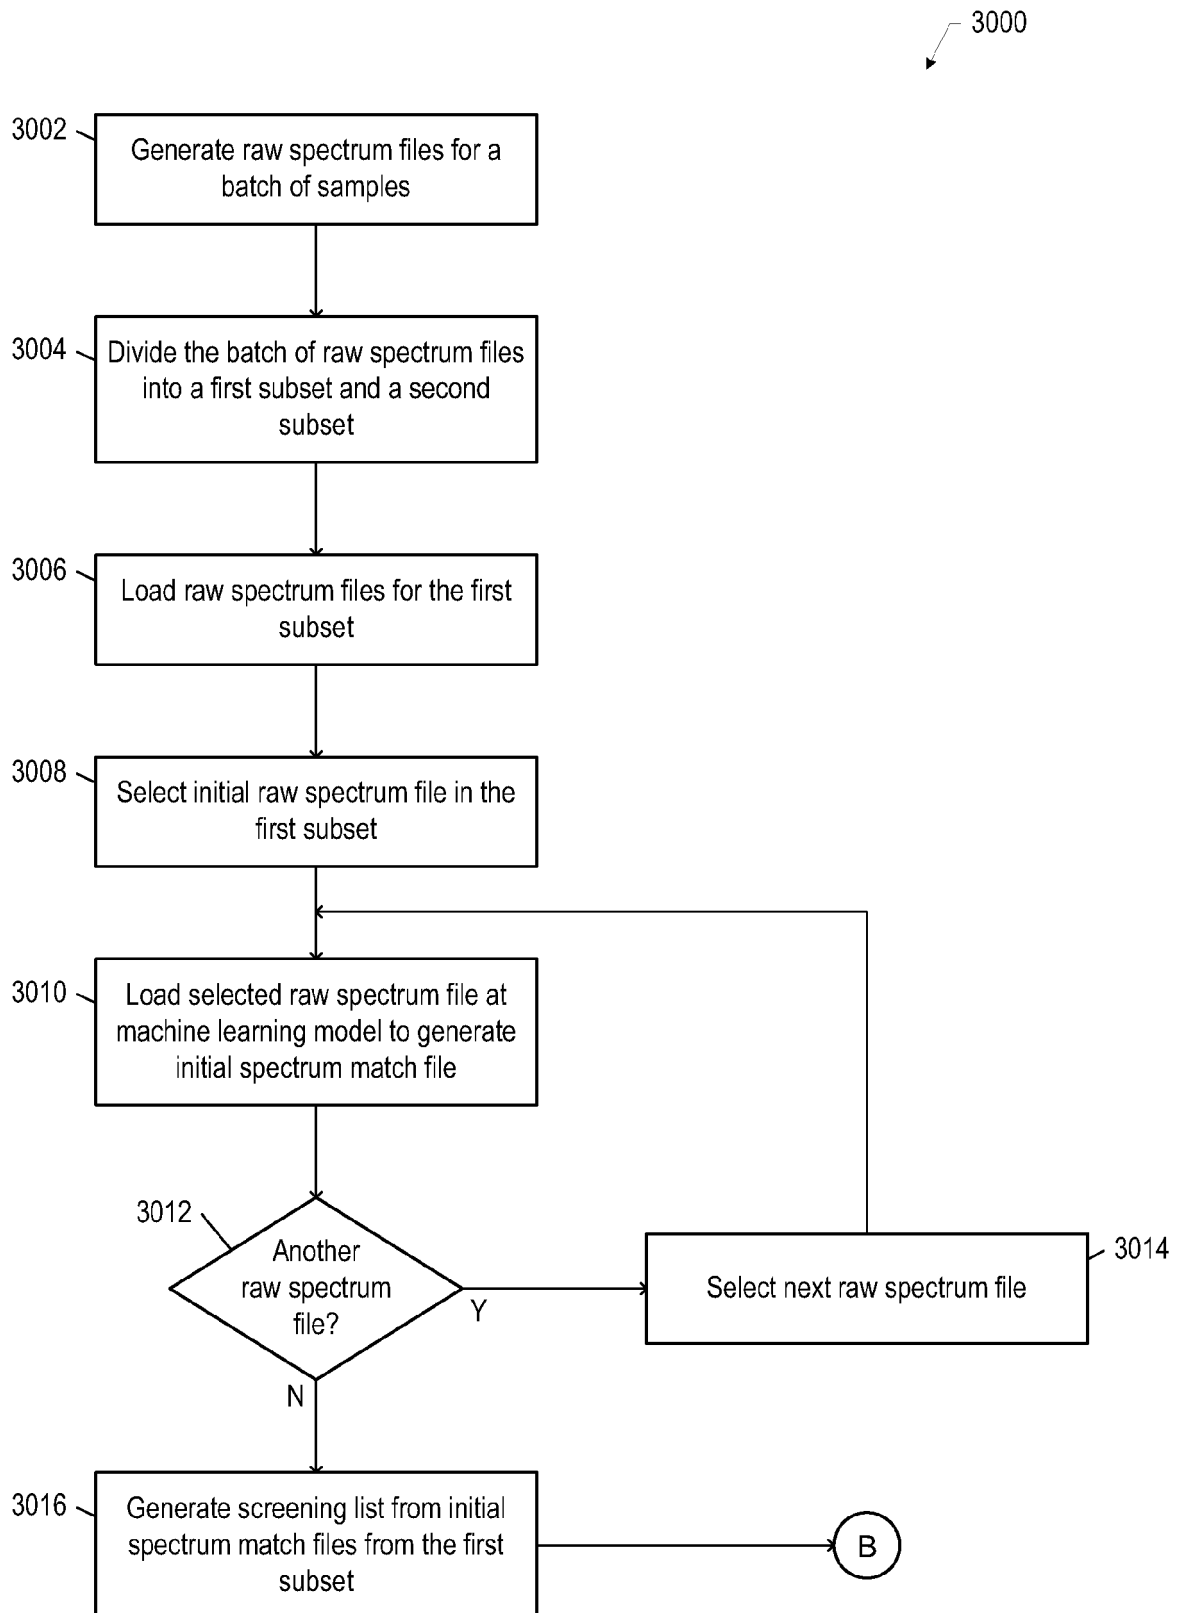 3000
3002
Generate raw spectrum files for a
batch of samples
3004
Divide the batch of raw spectrum files
into a first subset and a second
subset
3006
Load raw spectrum files for the first
subset
3008
Select initial raw spectrum file in the
first subset
3010
Load selected raw spectrum file at
machine learning model to generate
initial spectrum match file
3012
Another
raw spectrum
file?
Y
3014
Select next raw spectrum file
N
3016
Generate screening list from initial
spectrum match files from the first
subset
B